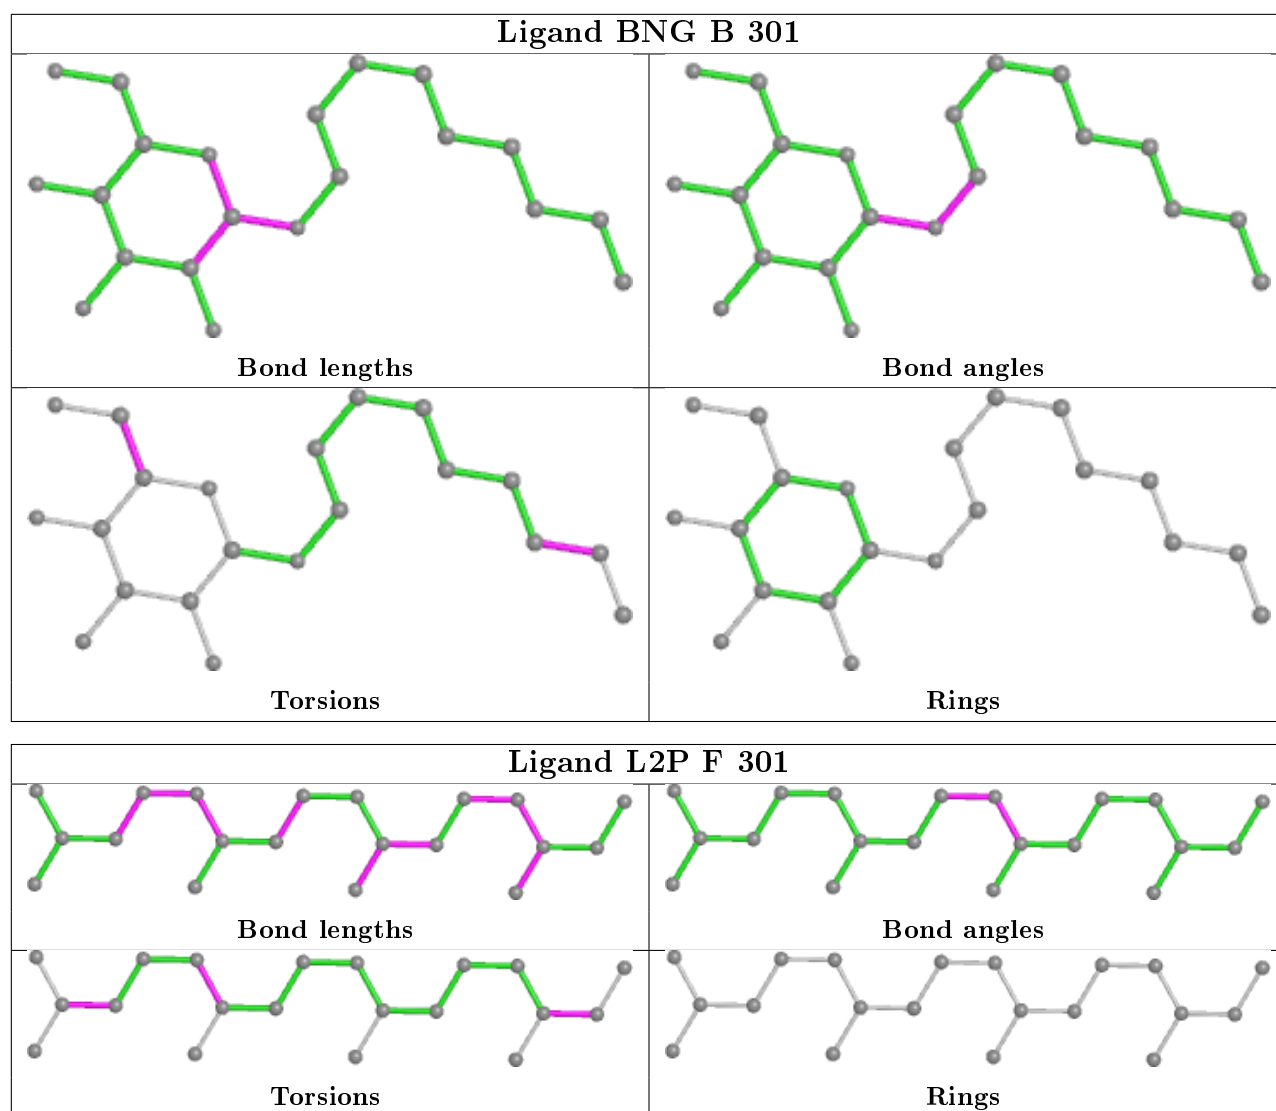 Ligand BNG B 301
Bond lengths
Bond angles
Torsions
Rings
Ligand L2P F 301
Bond lengths
Bond angles
Torsions
Rings